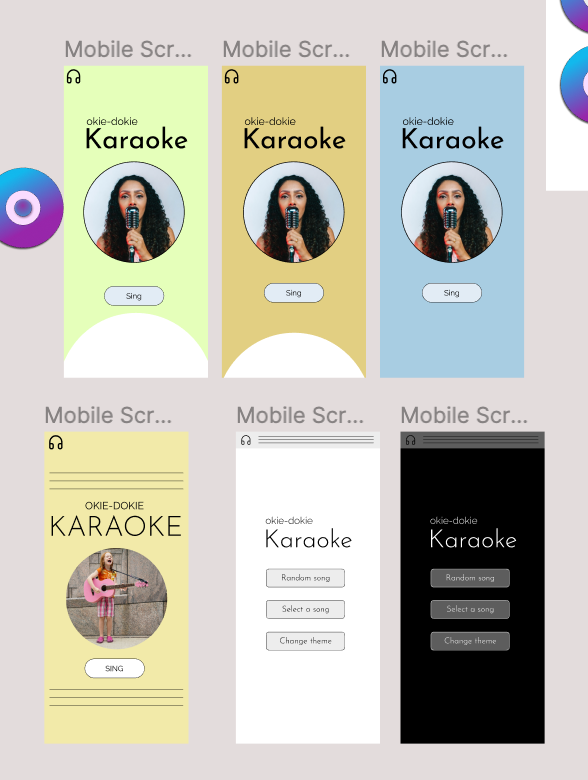 Mobile Scr...
Mobile Scr...
Mobile Scr...
okie-dokie
Karaoke
Sing
okie-dokie
Karaoke
Sing
okie-dokie
Karaoke
Sing
Mobile Scr...
Mobile Scr...
Mobile Scr...
OKIE-DOKIE
KARAOKE
SING
okie-dokie
Karaoke
Random song
Select a song
Change theme
okie-dokie
Karaoke
Random song
Select a song
Change theme